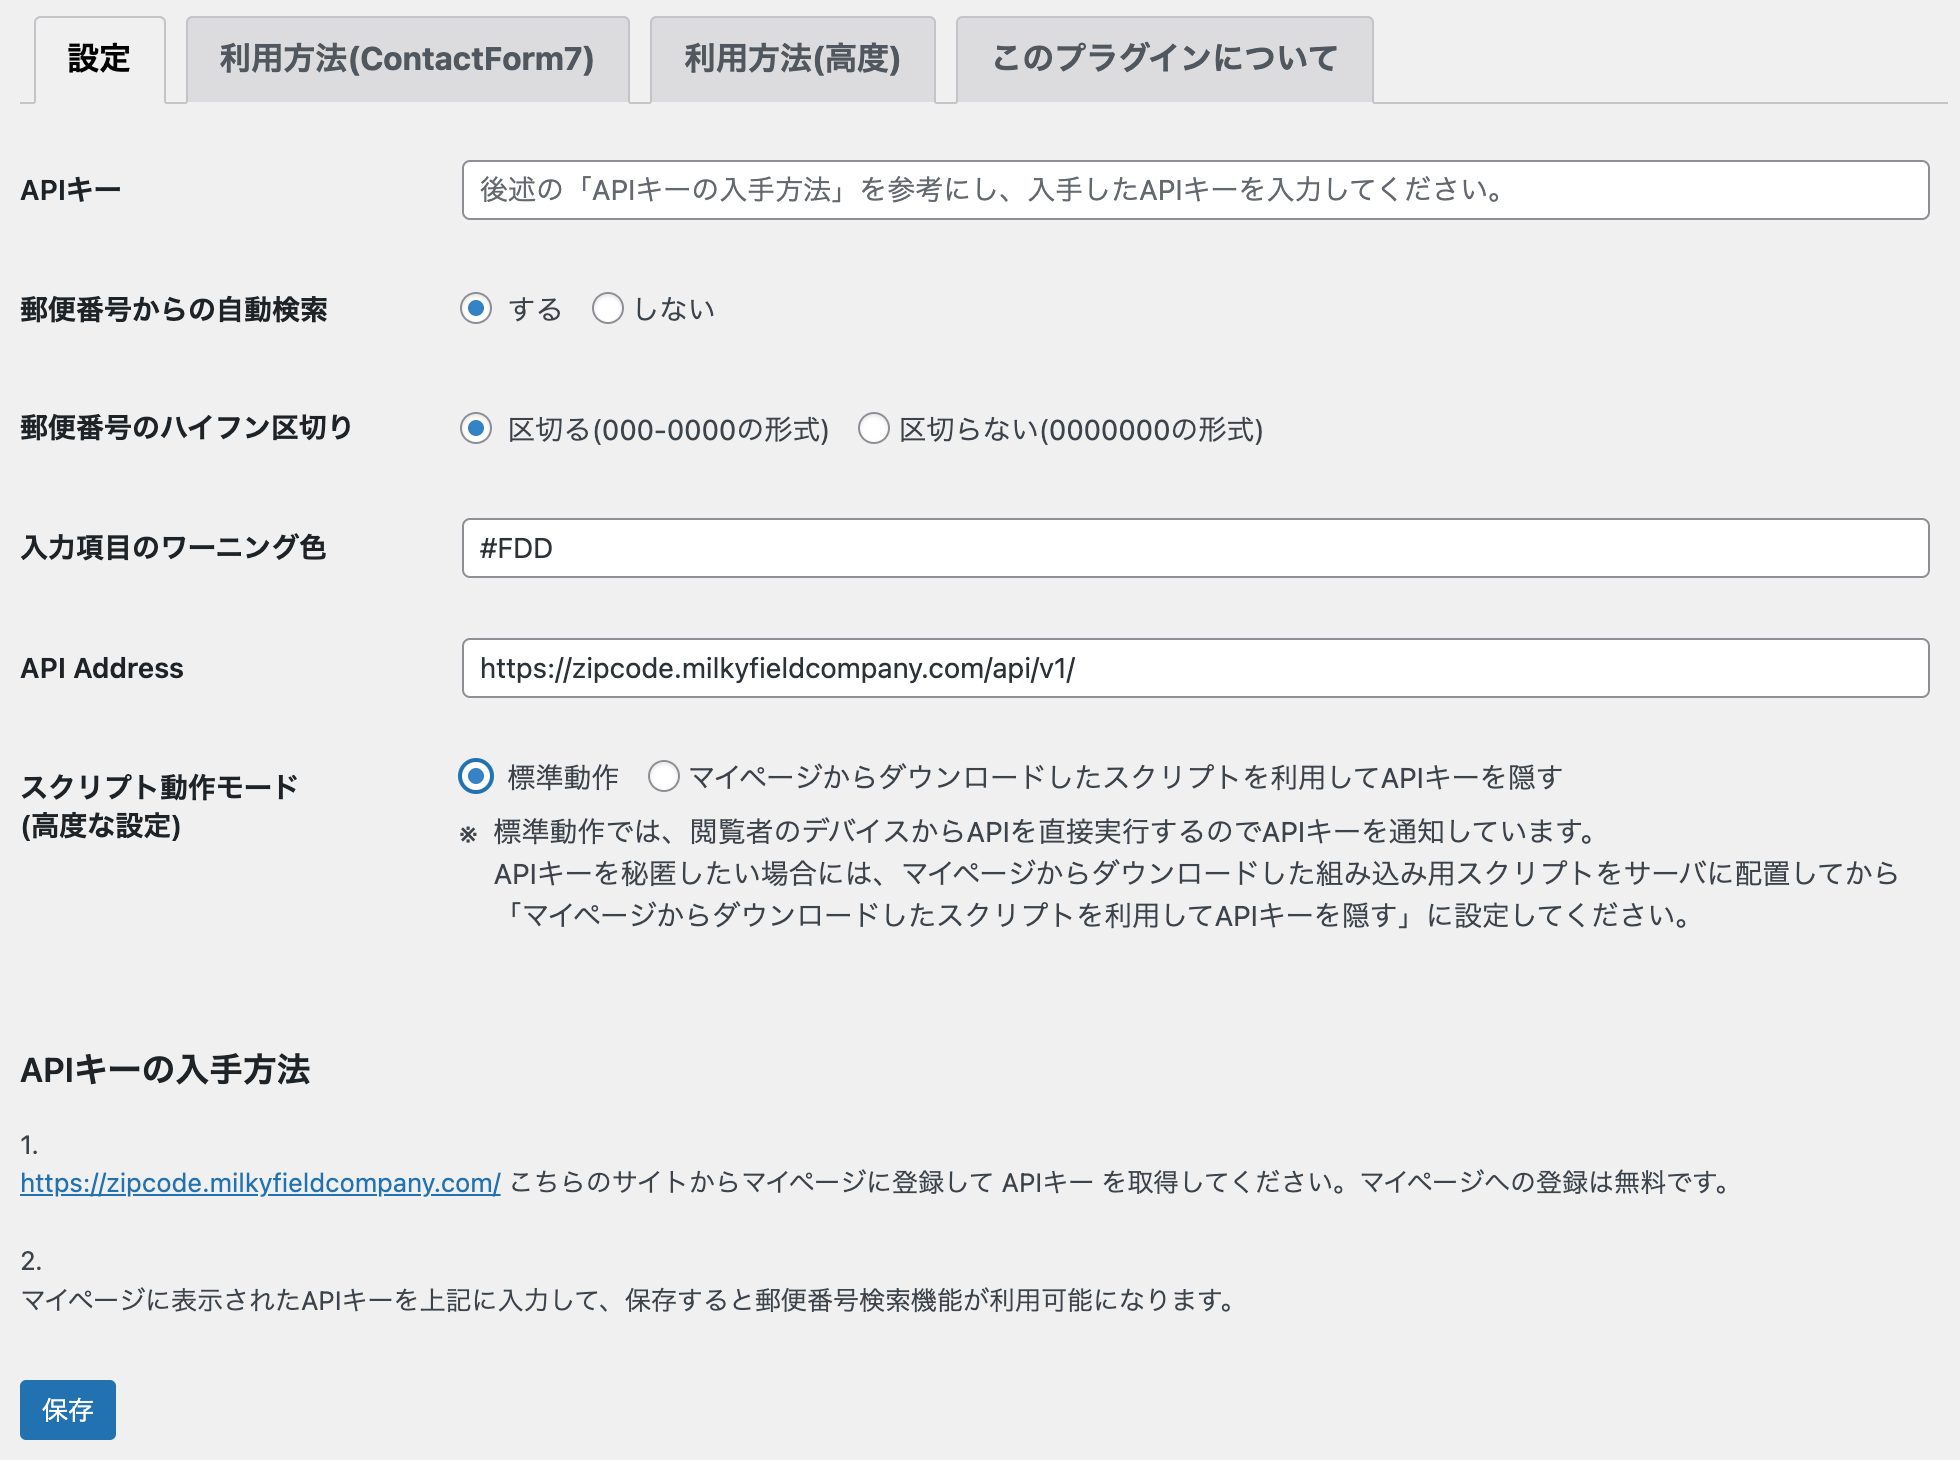 設定 利用方法(ContactForm7) 利用方法(高度) このプラグインについて
APIキー 後述の「APIキーの入手方法」を参考にし、入手したAPIキーを入力してください。
郵便番号からの自動検索 する しない
郵便番号のハイフン区切り 区切る(000-0000の形式) 区切らない(0000000の形式)
入力項目のワーニング色 #FDD
API Address https://zipcode.milkyfieldcompany.com/api/v1/
スクリプト動作モード
(高度な設定)
標準動作 マイページからダウンロードしたスクリプトを利用してAPIキーを隠す
※ 標準動作では、閲覧者のデバイスからAPIを直接実行するのでAPIキーを通知しています。
APIキーを秘匿したい場合には、マイページからダウンロードした組み込み用スクリプトをサーバに配置してから
「マイページからダウンロードしたスクリプトを利用してAPIキーを隠す」に設定してください。
APIキーの入手方法
1.
https://zipcode.milkyfieldcompany.com/ こちらのサイトからマイページに登録して APIキー を取得してください。マイページへの登録は無料です。
2.
マイページに表示されたAPIキーを上記に入力して、保存すると郵便番号検索機能が利用可能になります。
保存